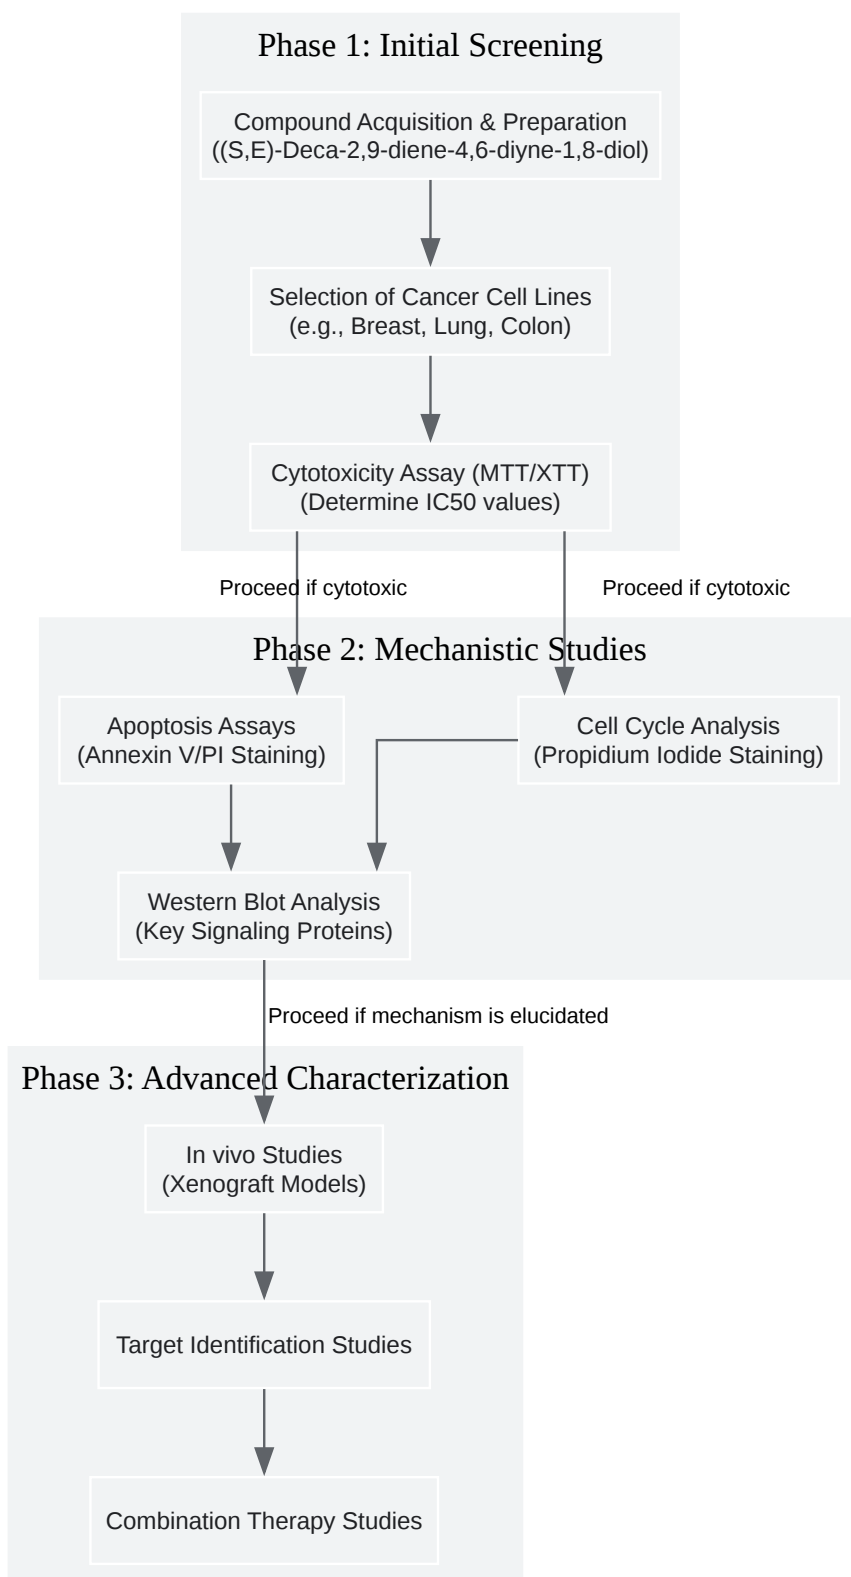 Phase 1: Initial Screening
Compound Acquisition & Preparation
((S,E)-Deca-2,9-diene-4,6-diyne-1,8-diol)
Selection of Cancer Cell Lines
(e.g., Breast, Lung, Colon)
Cytotoxicity Assay (MTT/XTT)
(Determine IC50 values)
Proceed if cytotoxic
Proceed if cytotoxic
Phase 2: Mechanistic Studies
Apoptosis Assays
(Annexin V/PI Staining)
Cell Cycle Analysis
(Propidium Iodide Staining)
Western Blot Analysis
(Key Signaling Proteins)
Proceed if mechanism is elucidated
Phase 3: Advanced Characterization
In vivo Studies
(Xenograft Models)
Target Identification Studies
Combination Therapy Studies